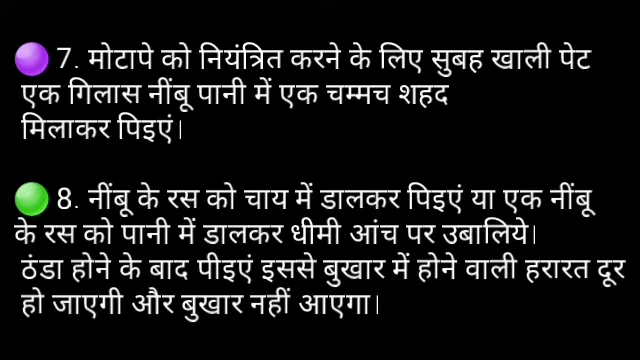 7. मोटापे को नियंत्रित करने के लिए सुबह खाली पेट
एक गिलास नींबू पानी में एक चम्मच शहद
मिलाकर पिइएं।
8. नींबू के रस को चाय में डालकर पिइएं या एक नींबू
के रस को पानी में डालकर धीमी आंच पर उबालिये।
ठंडा होने के बाद पीइएं इससे बुखार में होने वाली हरारत दूर
हो जाएगी और बुखार नहीं आएगा।